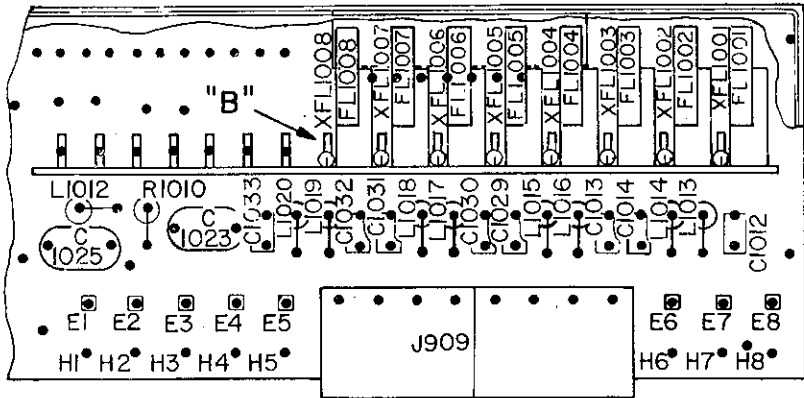 "B"
XFL1008
FL1008
XFL1007
FL1007
XFL1006
FL1006
XFL1005
FL1005
XFL1004
FL1004
XFL1003
FL1003
XFL1002
FL1002
XFL1001
FL1001
L1012
R1010
C1033
L1020
L1019
C1032
C1031
L1018
L1017
C1030
C1029
L1015
L1016
C1013
C1014
L1014
L1013
C1012
C
1025
C
1023
E1
E2
E3
E4
E5
E6
E7
E8
J909
H1
H2
H3
H4
H5
H6
H7
H8